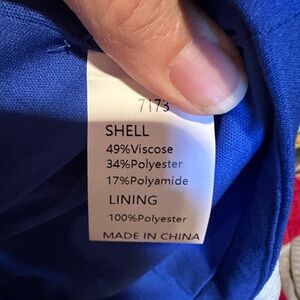 7173
SHELL
49%Viscose
34%Polyester
17%Polyamide
LINING
100%Polyester
MADE IN CHINA